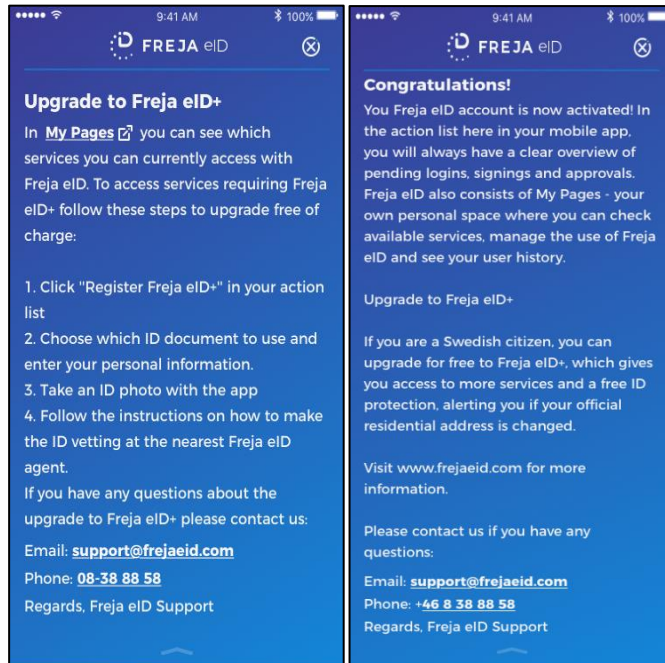 9:41 AM
100%
FREJA eID
Upgrade to Freja eID+
In My Pages you can see which
services you can currently access with
Freja eID. To access services requiring Freja
eID+ follow these steps to upgrade free of
charge:
1. Click "Register Freja eID+" in your action
list
2. Choose which ID document to use and
enter your personal information.
3. Take an ID photo with the app
4. Follow the instructions on how to make
the ID vetting at the nearest Freja eID
agent.
If you have any questions about the
upgrade to Freja eID+ please contact us:
Email: support@frejaeid.com
Phone: 08-38 88 58
Regards, Freja eID Support
9:41 AM
100%
FREJA eID
Congratulations!
You Freja eID account is now activated! In
the action list here in your mobile app,
you will always have a clear overview of
pending logins, signings and approvals.
Freja eID also consists of My Pages - your
own personal space where you can check
available services, manage the use of Freja
eID and see your user history.
Upgrade to Freja eID+
If you are a Swedish citizen, you can
upgrade for free to Freja eID+, which gives
you access to more services and a free ID
protection, alerting you if your official
residential address is changed.
Visit www.frejaeid.com for more
information.
Please contact us if you have any
questions:
Email: support@frejaeid.com
Phone: +46 8 38 88 58
Regards, Freja eID Support